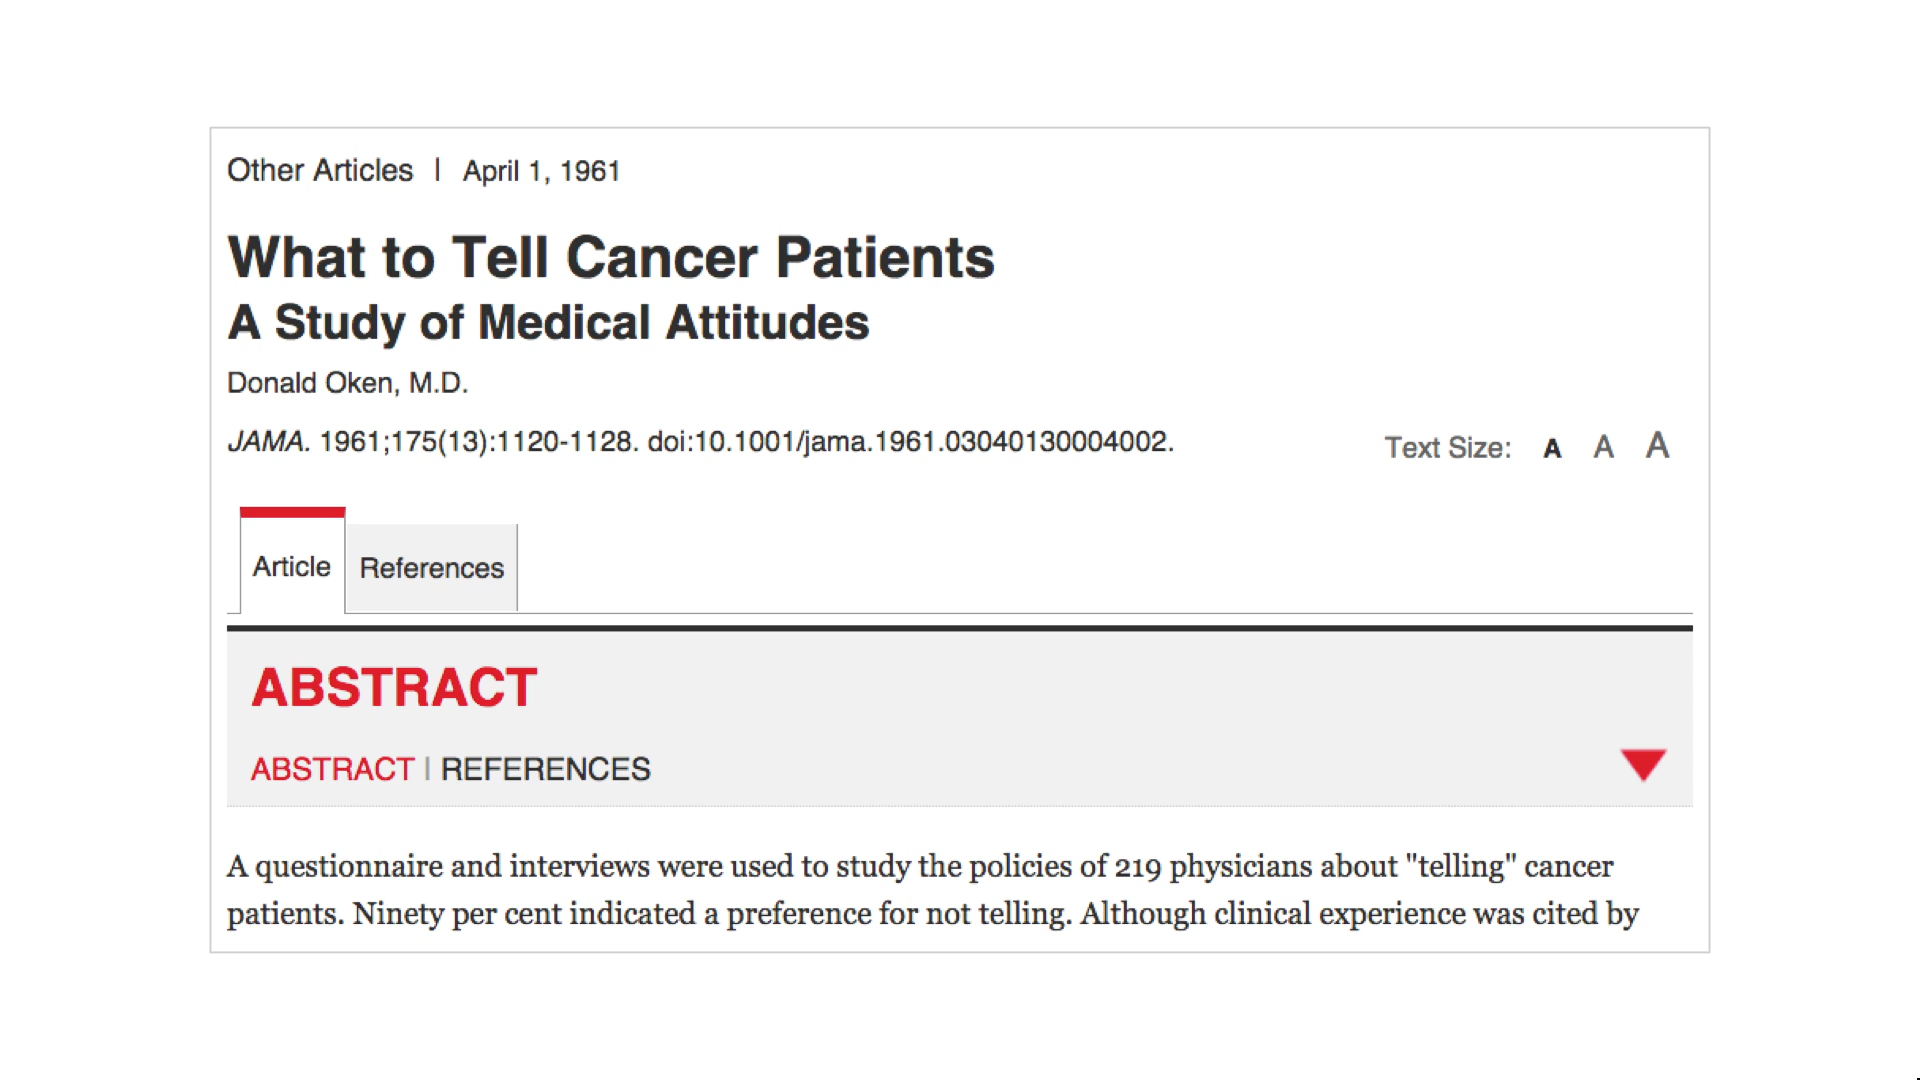 Other Articles | April 1, 1961
What to Tell Cancer Patients
A Study of Medical Attitudes
Donald Oken, M.D.
JAMA. 1961;175(13):1120-1128. doi:10.1001/jama.1961.03040130004002.
Text Size: A A A
Article References
ABSTRACT
ABSTRACT | REFERENCES
A questionnaire and interviews were used to study the policies of 219 physicians about "telling" cancer
patients. Ninety per cent indicated a preference for not telling. Although clinical experience was cited by